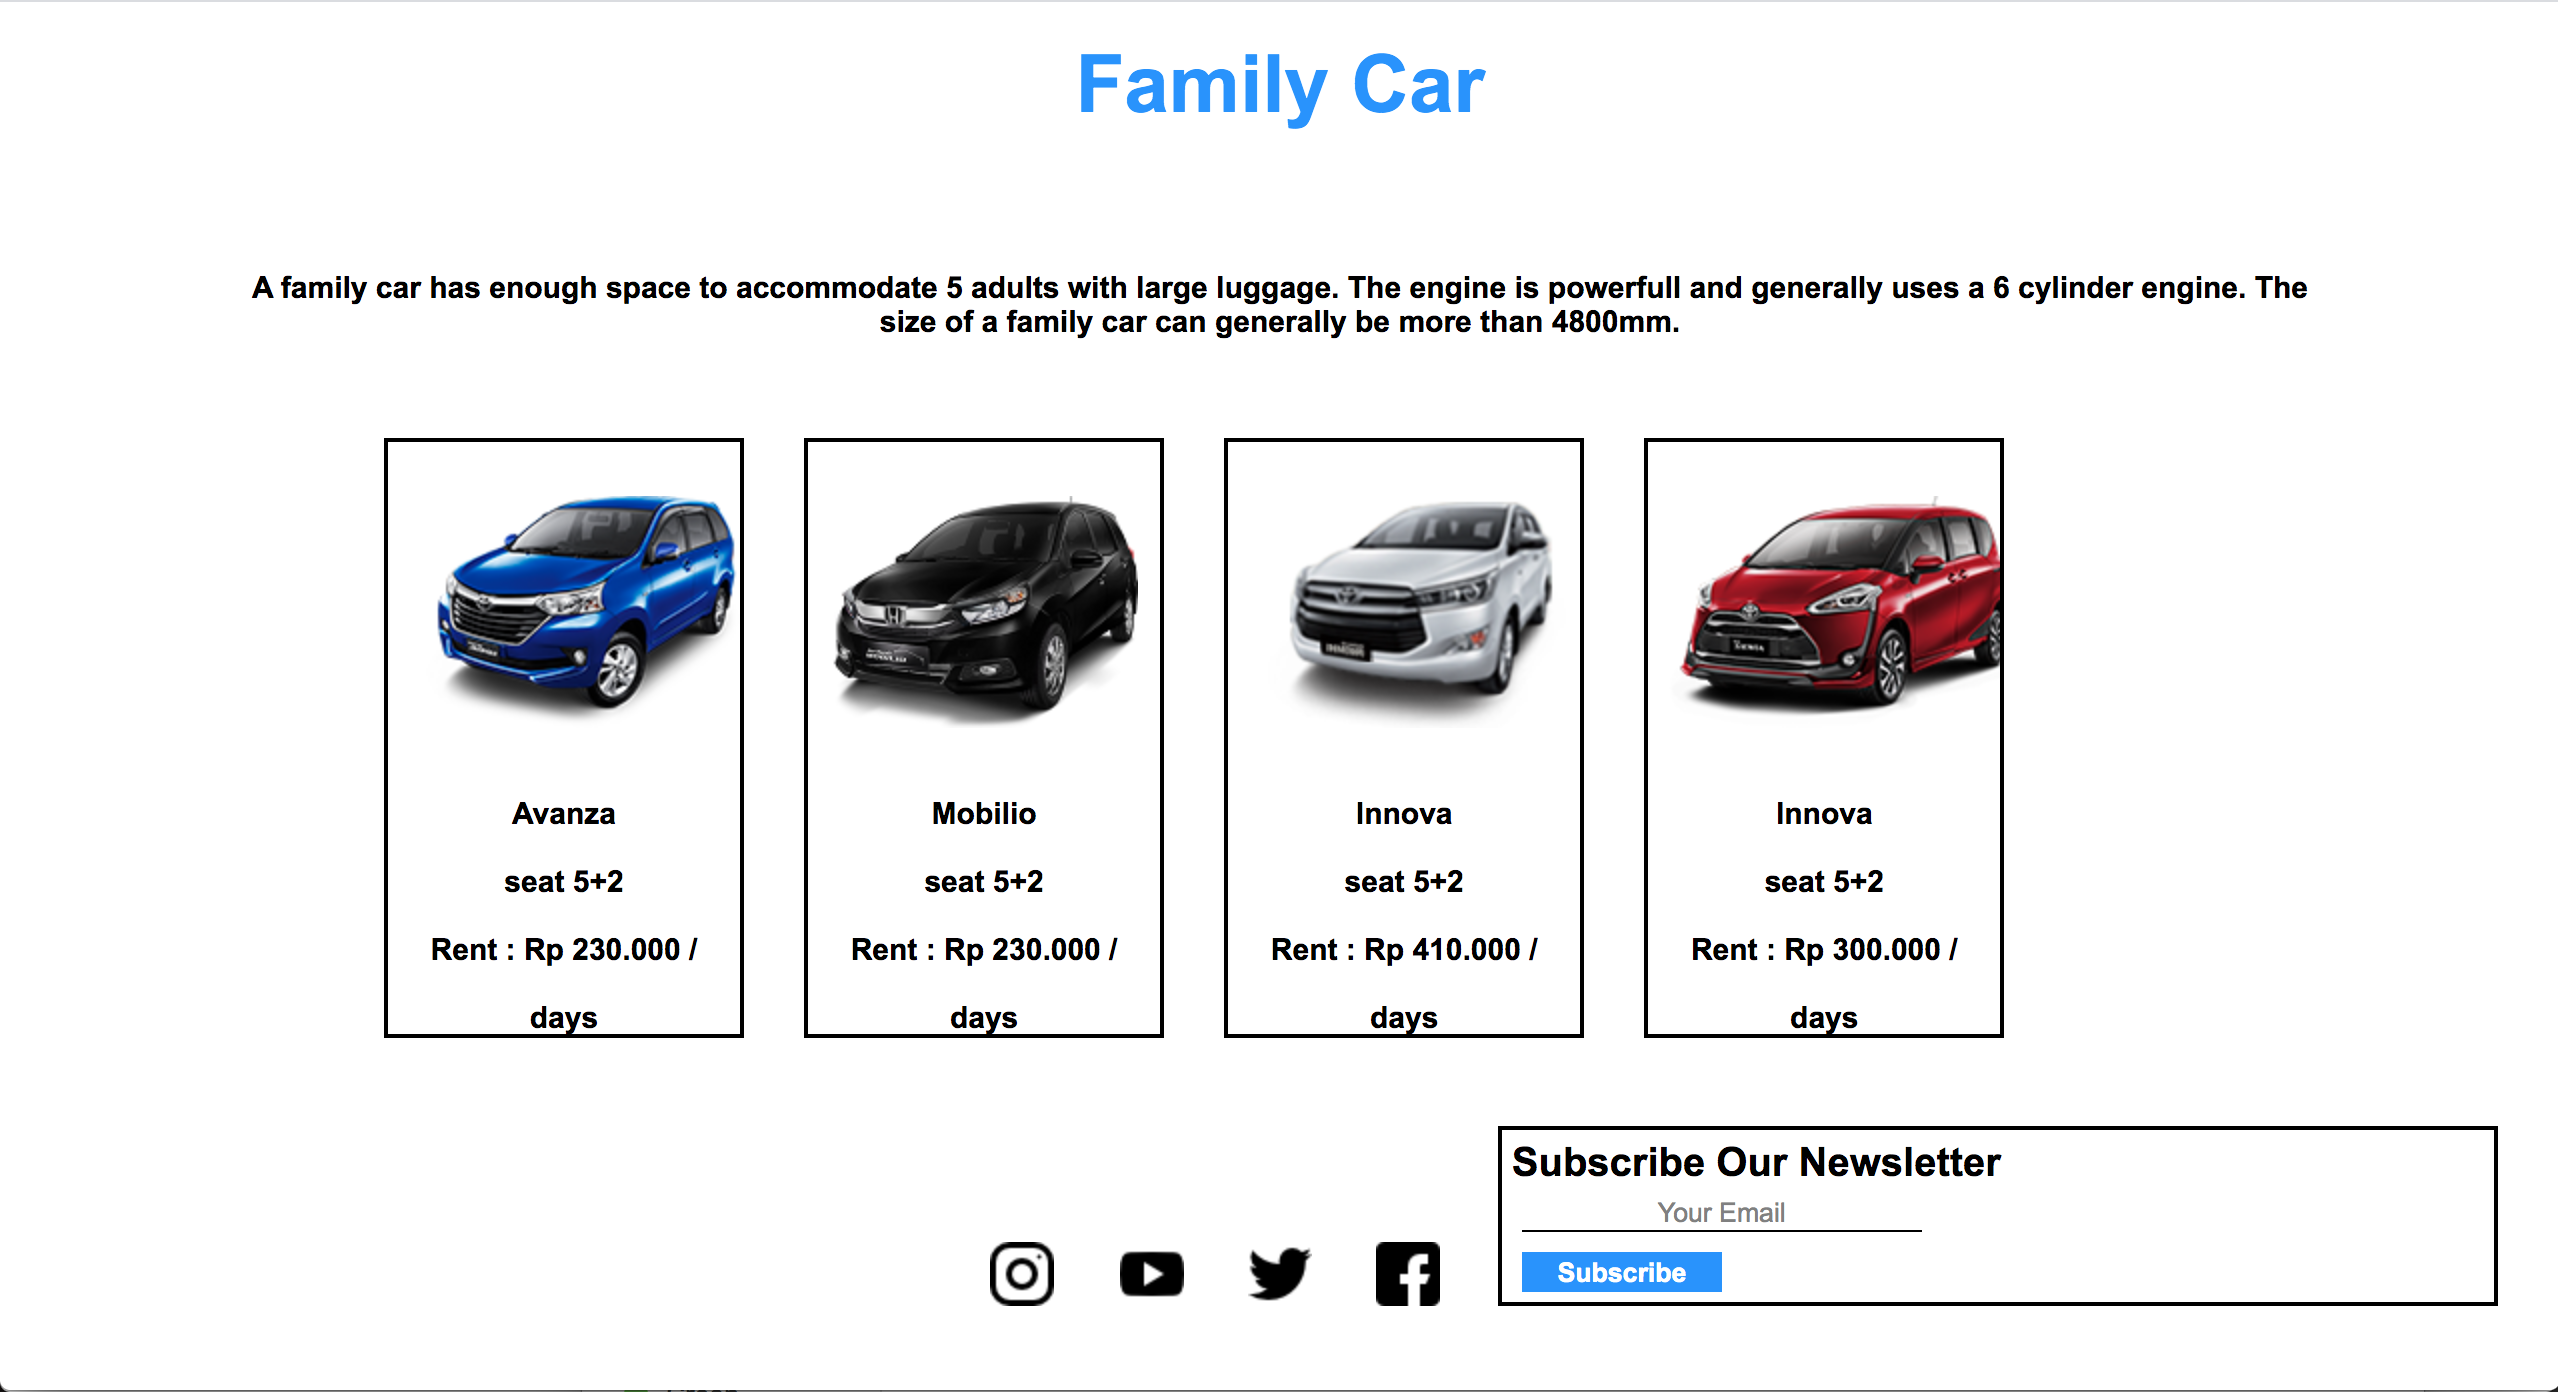 Family Car
A family car has enough space to accommodate 5 adults with large luggage. The engine is powerfull and generally uses a 6 cylinder engine. The
size of a family car can generally be more than 4800mm.
Avanza
seat 5+2
Rent : Rp 230.000 /
days
Mobilio
seat 5+2
Rent : Rp 230.000 /
days
Innova
seat 5+2
Rent : Rp 410.000 /
days
Innova
seat 5+2
Rent : Rp 300.000 /
days
Subscribe Our Newsletter
Your Email
Subscribe